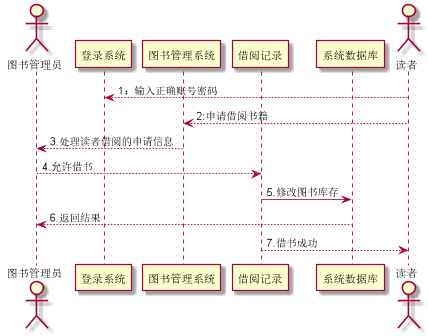 图书管理员
登录系统
图书管理系统
借阅记录
系统数据库
读者
1：输入正确账号密码
2:申请借阅书籍
3.处理读者借阅的申请信息
4.允许借书
5.修改图书库存
6.返回结果
7.借书成功
图书管理员
登录系统
图书管理系统
借阅记录
系统数据库
读者